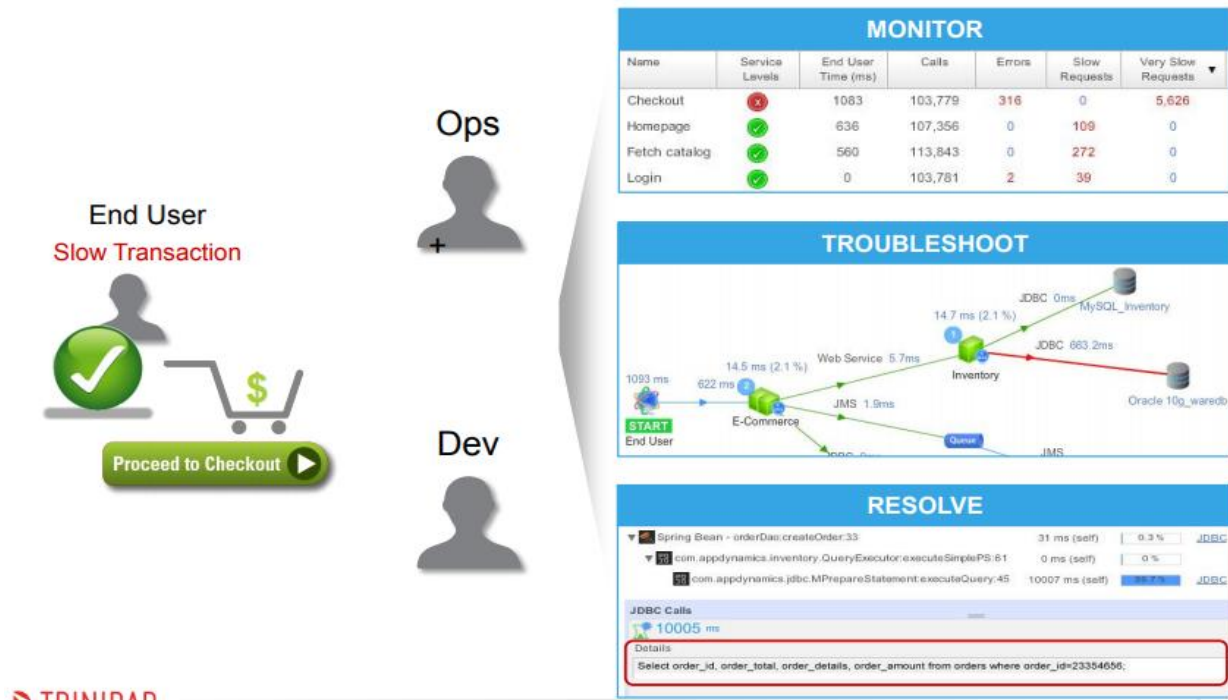 End User
Slow Transaction
$
Proceed to Checkout
Ops
+
Dev
MONITOR
Name Service Levels End User Time (ms) Calls Errors Slow Requests Very Slow Requests
Checkout 1083 103,779 316 0 5,626
Homepage 636 107,356 0 109 0
Fetch catalog 560 113,843 0 272 0
Login 0 103,781 2 39 0
TROUBLESHOOT
JDBC 0ms
MySQL_Inventory
14.7 ms (2.1 %)
1
JDBC 663.2ms
Web Service 5.7ms
Inventory
14.5 ms (2.1 %)
1093 ms
622 ms
2
Oracle 10g_waredb
JMS 1.9ms
START
E-Commerce
End User
Queue
JMS
RESOLVE
Spring Bean - orderDao:createOrder:33 31 ms (self) 0.3 % JDBC
com.appdynamics.inventory.QueryExecutor:executeSimplePS:61 0 ms (self) 0 %
com.appdynamics.jdbc.MPrepareStatement:executeQuery:45 10007 ms (self) JDBC
JDBC Calls
10005 ms
Details
Select order_id, order_total, order_details, order_amount from orders where order_id=23354656;